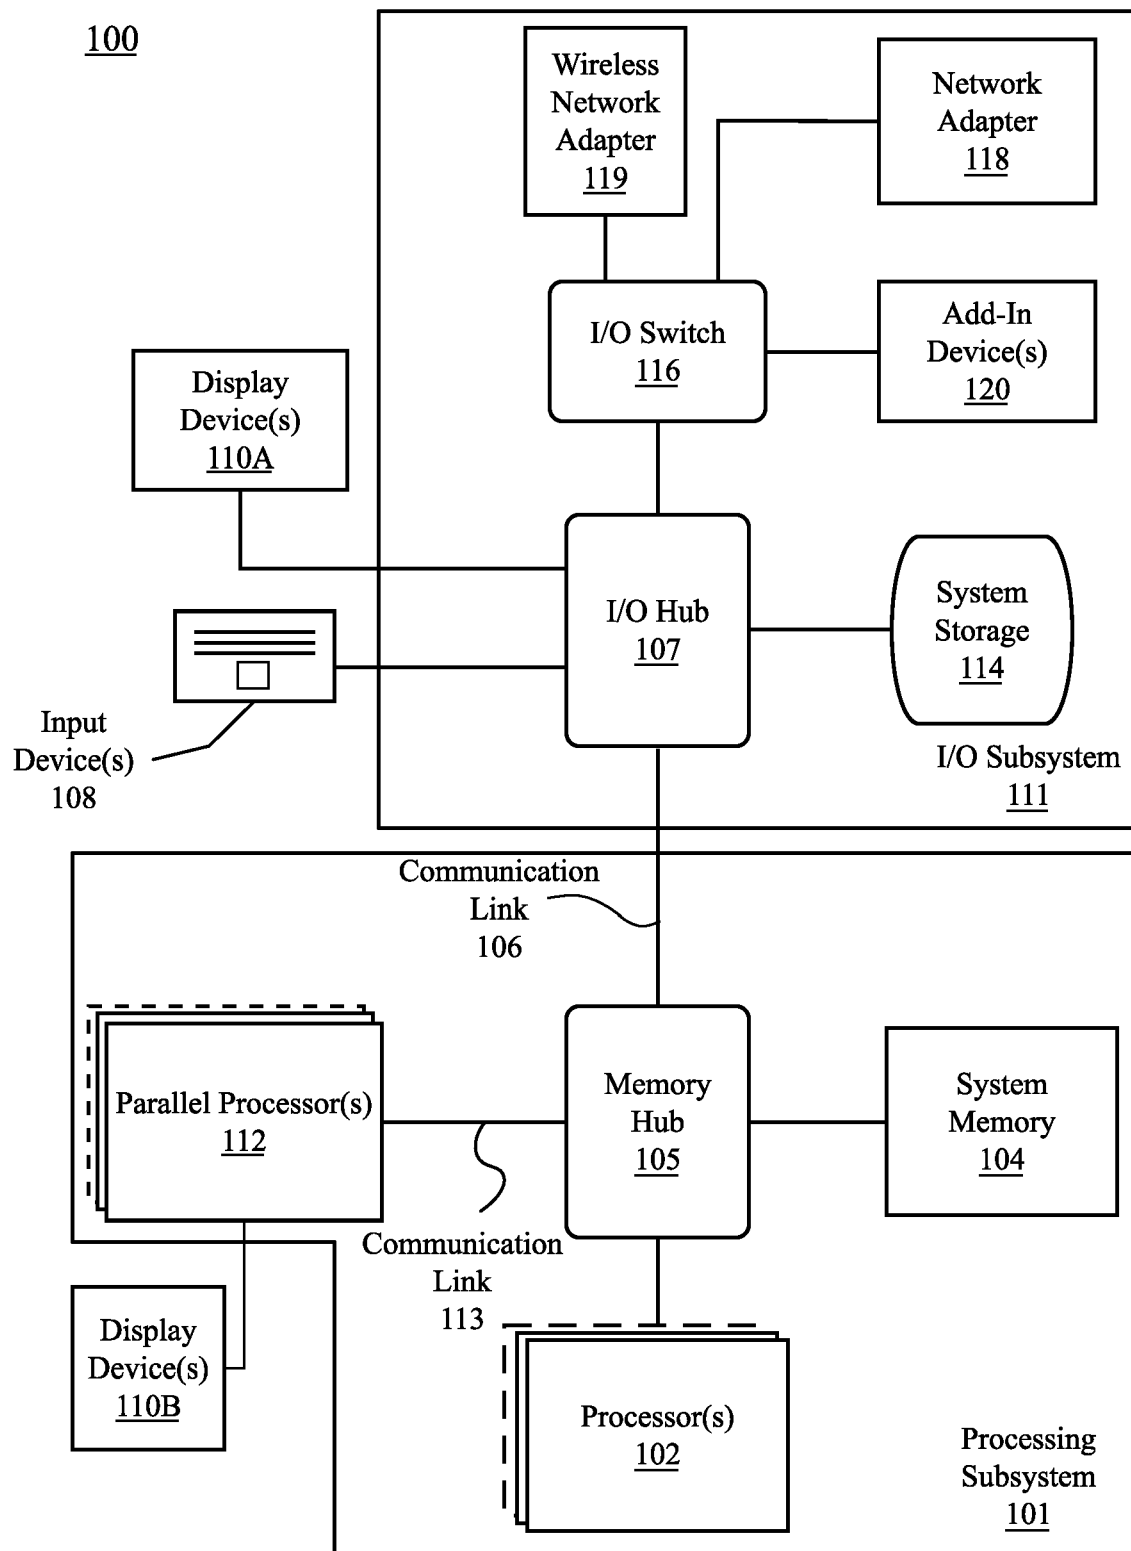 100
Wireless
Network
Adapter
119
Network
Adapter
118
I/O Switch
116
Add-In
Device(s)
120
Display
Device(s)
110A
I/O Hub
107
System
Storage
114
Input
Device(s)
108
I/O Subsystem
111
Communication
Link
106
Parallel Processor(s)
112
Memory
Hub
105
System
Memory
104
Communication
Link
113
Display
Device(s)
110B
Processor(s)
102
Processing
Subsystem
101